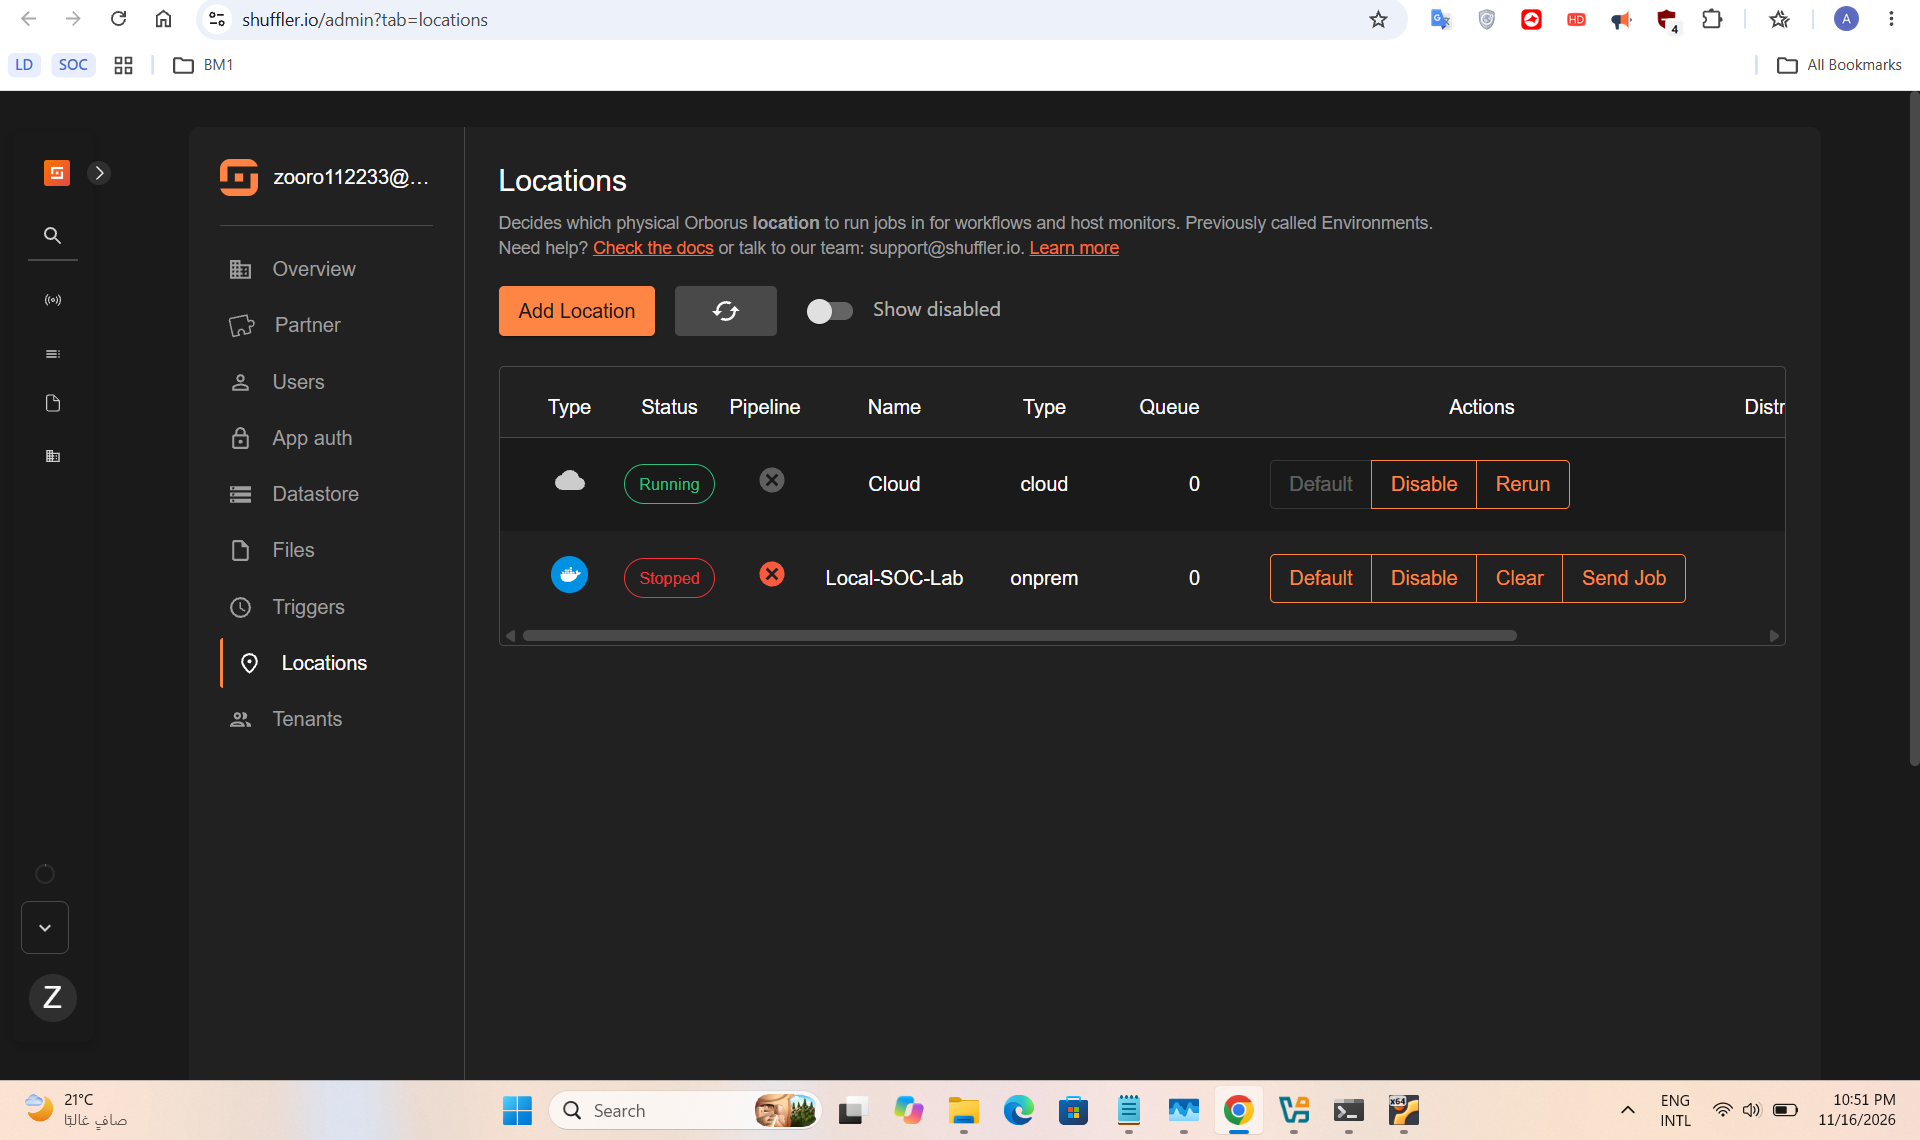 shuffler.io/admin?tab=locations
HD
4
A
LD
SOC
BM1
All Bookmarks
zooro112233@...
Overview
Partner
Users
App auth
Datastore
Files
Triggers
Locations
Tenants
Z
Locations
Decides which physical Orborus location to run jobs in for workflows and host monitors. Previously called Environments.
Need help? Check the docs or talk to our team: support@shuffler.io. Learn more
Add Location
Show disabled
Type Status Pipeline Name Type Queue Actions Distr
Running Cloud cloud 0 Default Disable Rerun
Stopped Local-SOC-Lab onprem 0 Default Disable Clear Send Job
21°C
صافٍ غالبًا
Search
x64
ENG
INTL
10:51 PM
11/16/2026